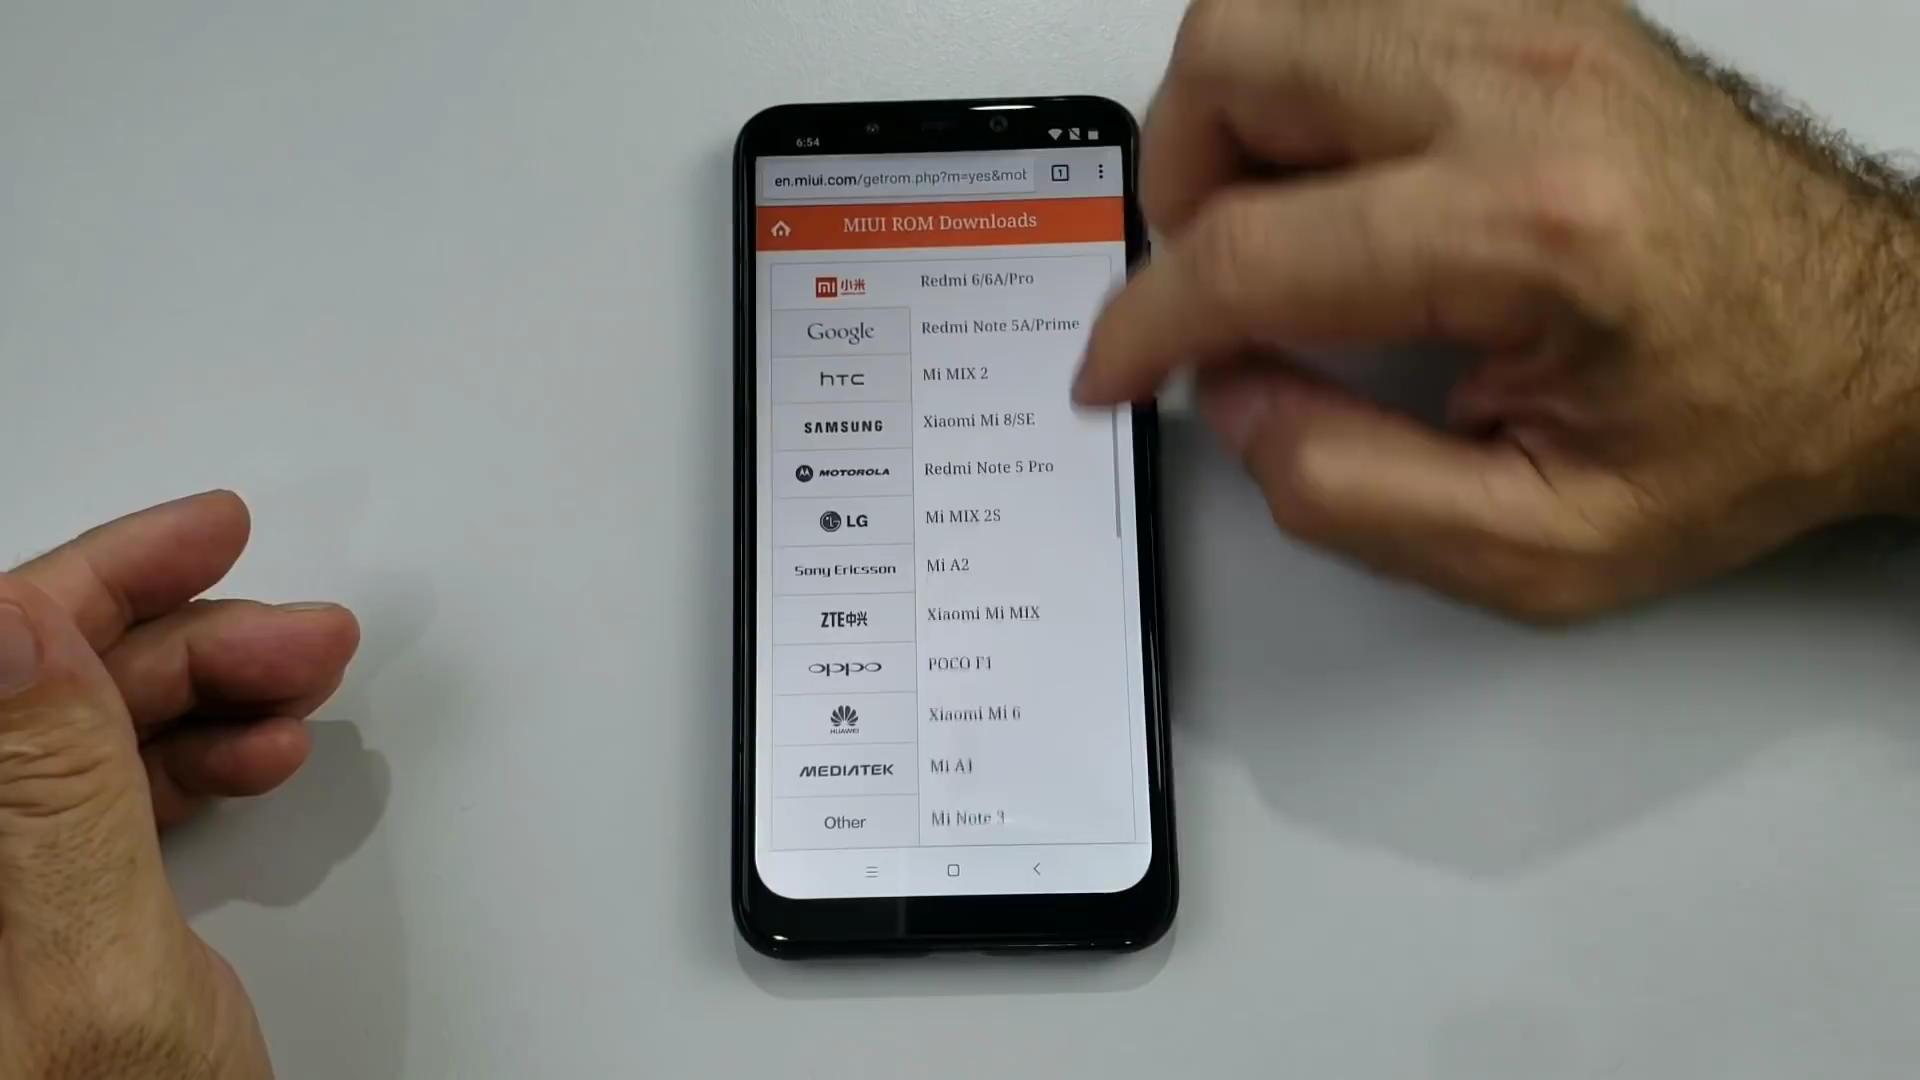 6:54
en.miui.com/getrom.php?m=yes&mot
1
MIUI ROM Downloads
mi 小米
Redmi 6/6A/Pro
Google
Redmi Note 5A/Prime
hTC
Mi MIX 2
SAMSUNG
Xiaomi Mi 8/SE
MOTOROLA
Redmi Note 5 Pro
LG
Mi MIX 2S
Sony Ericsson
Mi A2
ZTE中兴
Xiaomi Mi MIX
oppo
POCO F1
HUAWEI
Xiaomi Mi 6
MEDIATEK
Mi A1
Other
Mi Note 3